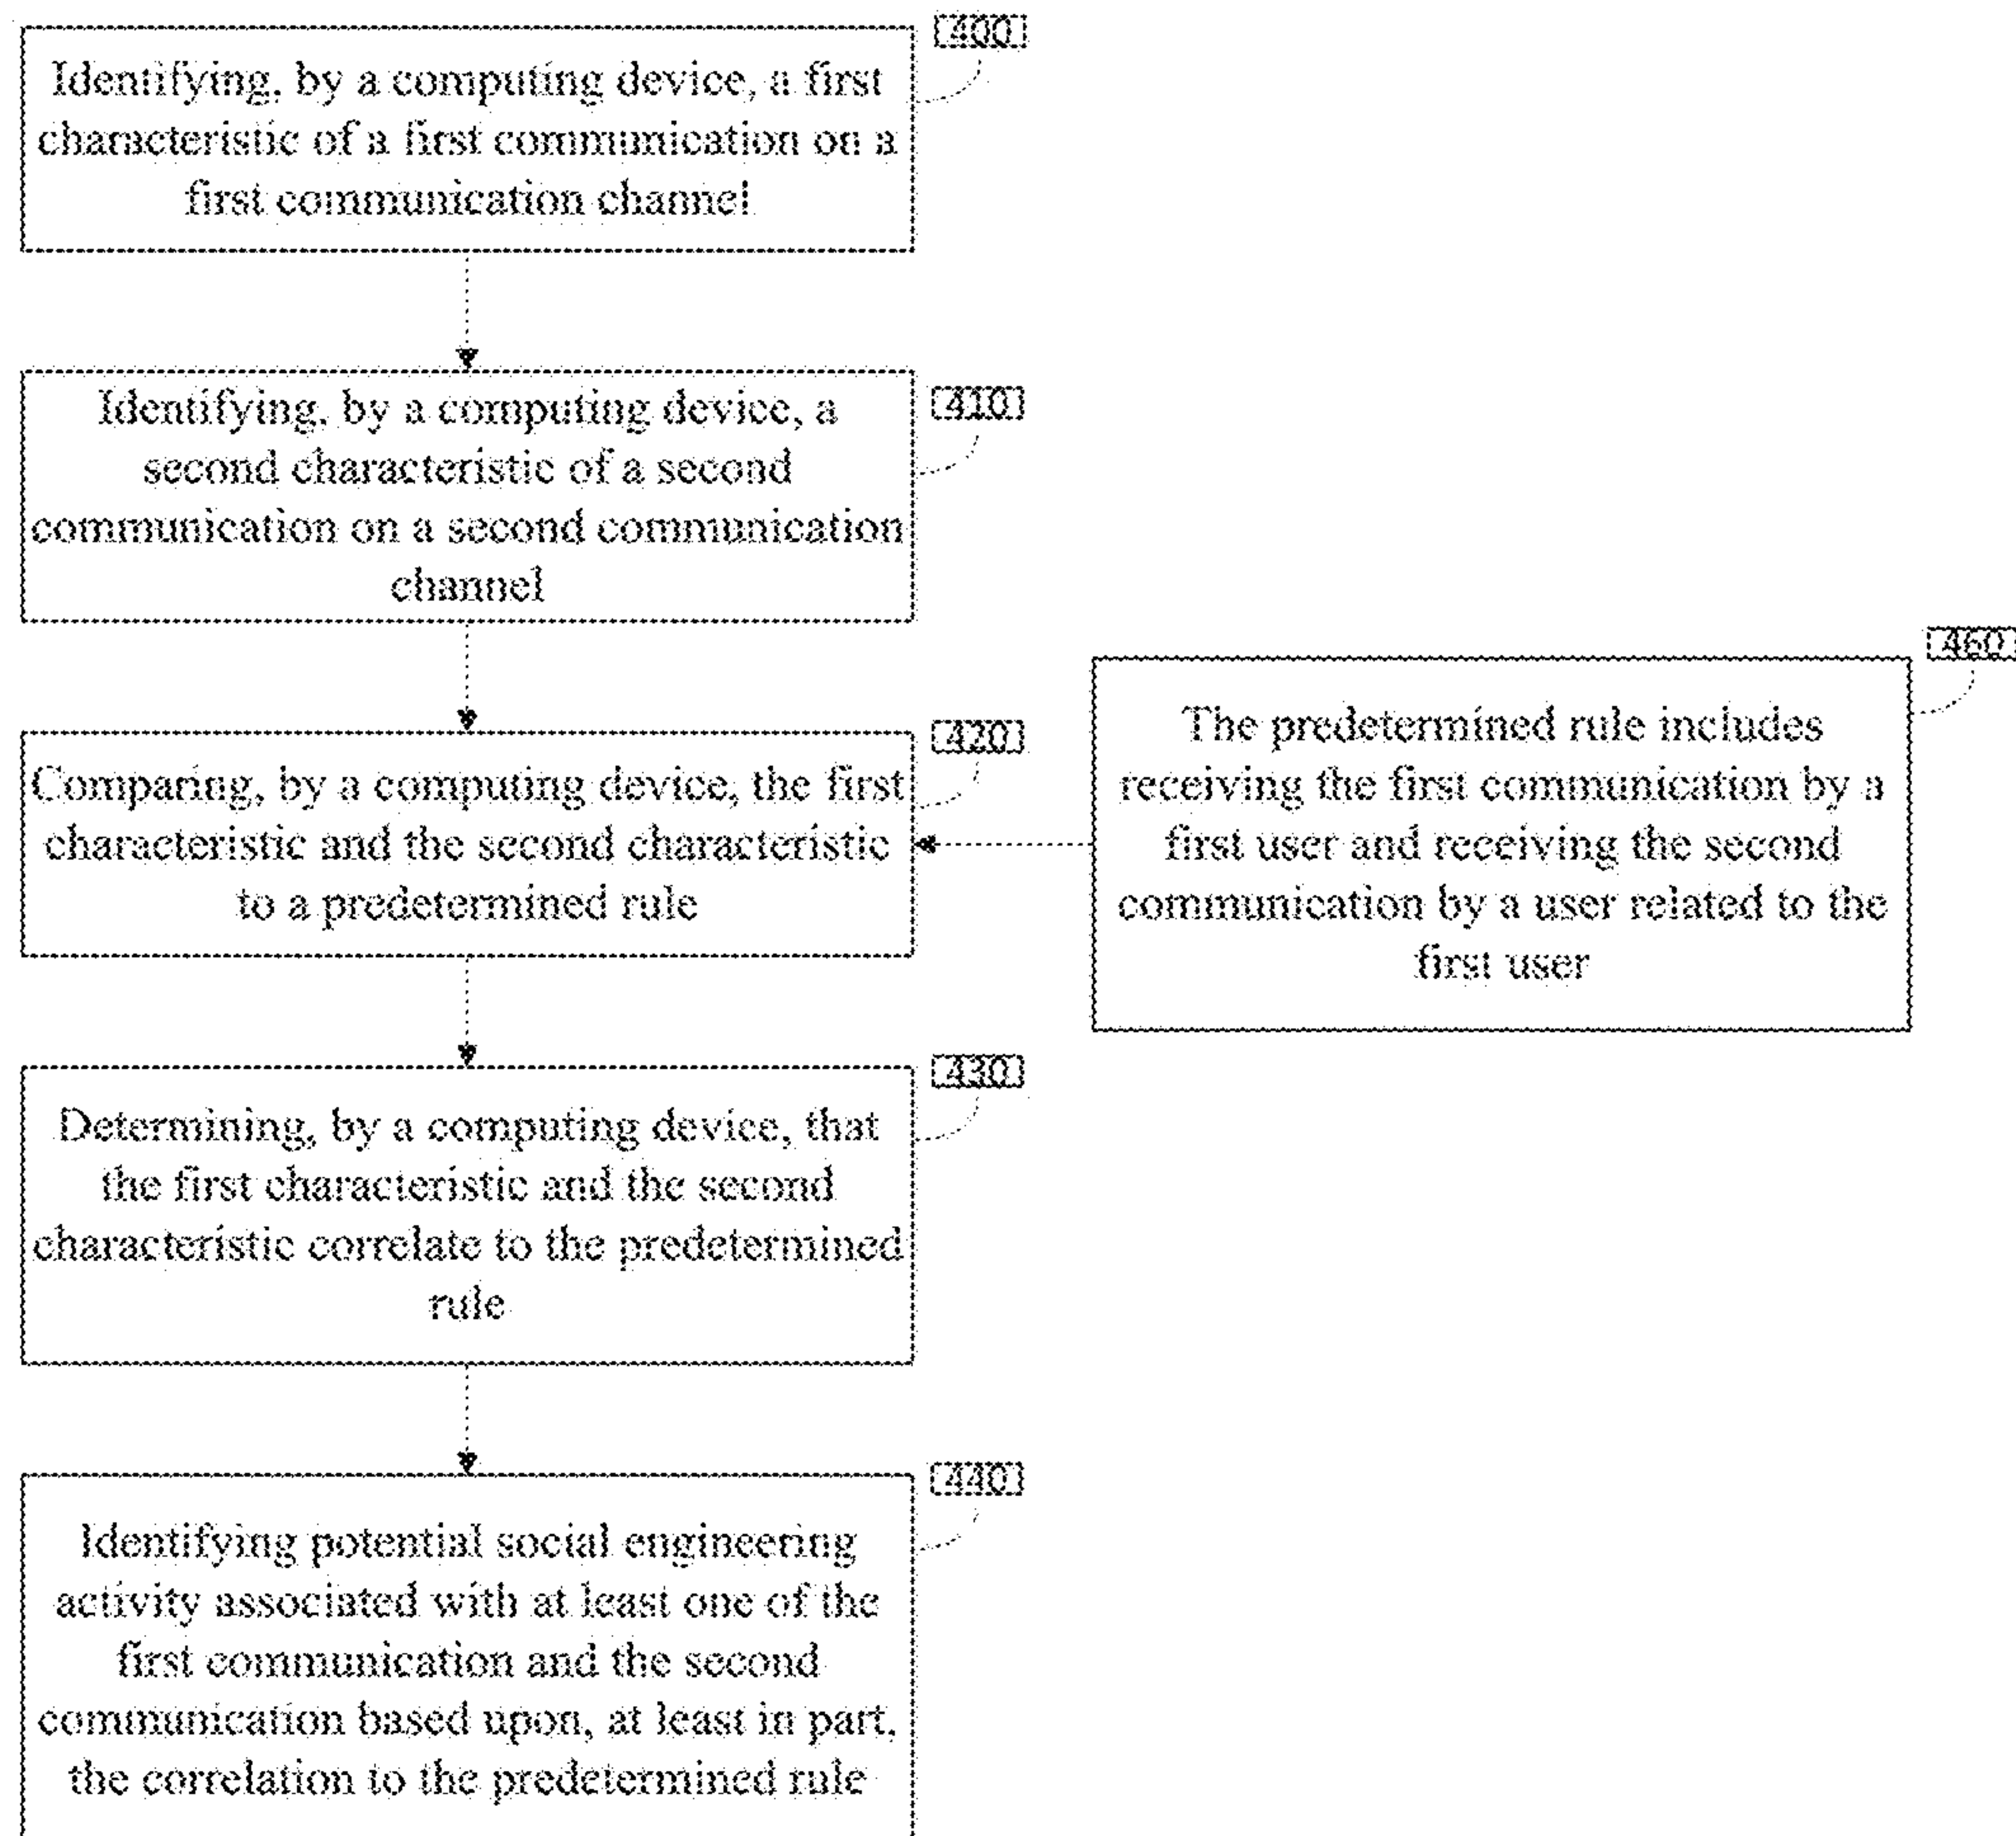 400
Identifying, by a computing device, a first
characteristic of a first communication on a
first communication channel
410
Identifying, by a computing device, a
second characteristic of a second
communication on a second communication
channel
420
Comparing, by a computing device, the first
characteristic and the second characteristic
to a predetermined rule
460
The predetermined rule includes
receiving the first communication by a
first user and receiving the second
communication by a user related to the
first user
430
Determining, by a computing device, that
the first characteristic and the second
characteristic correlate to the predetermined
rule
440
Identifying potential social engineering
activity associated with at least one of the
first communication and the second
communication based upon, at least in part,
the correlation to the predetermined rule